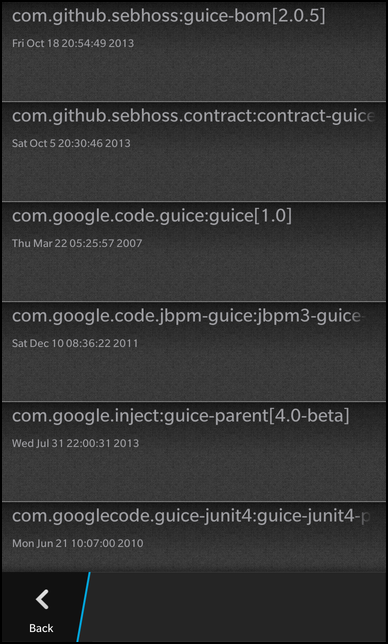 com.github.sebhoss:guice-bom[2.0.5]
Fri Oct 18 20:54:49 2013
com.github.sebhoss.contract:contract-guice
Sat Oct 5 20:30:46 2013
com.google.code.guice:guice[1.0]
Thu Mar 22 05:25:57 2007
com.google.code.jbpm-guice:jbpm3-guice-
Sat Dec 10 08:36:22 2011
com.google.inject:guice-parent[4.0-beta]
Wed Jul 31 22:00:31 2013
com.googlecode.guice-junit4:guice-junit4-p
Mon Jun 21 10:07:00 2010
Back